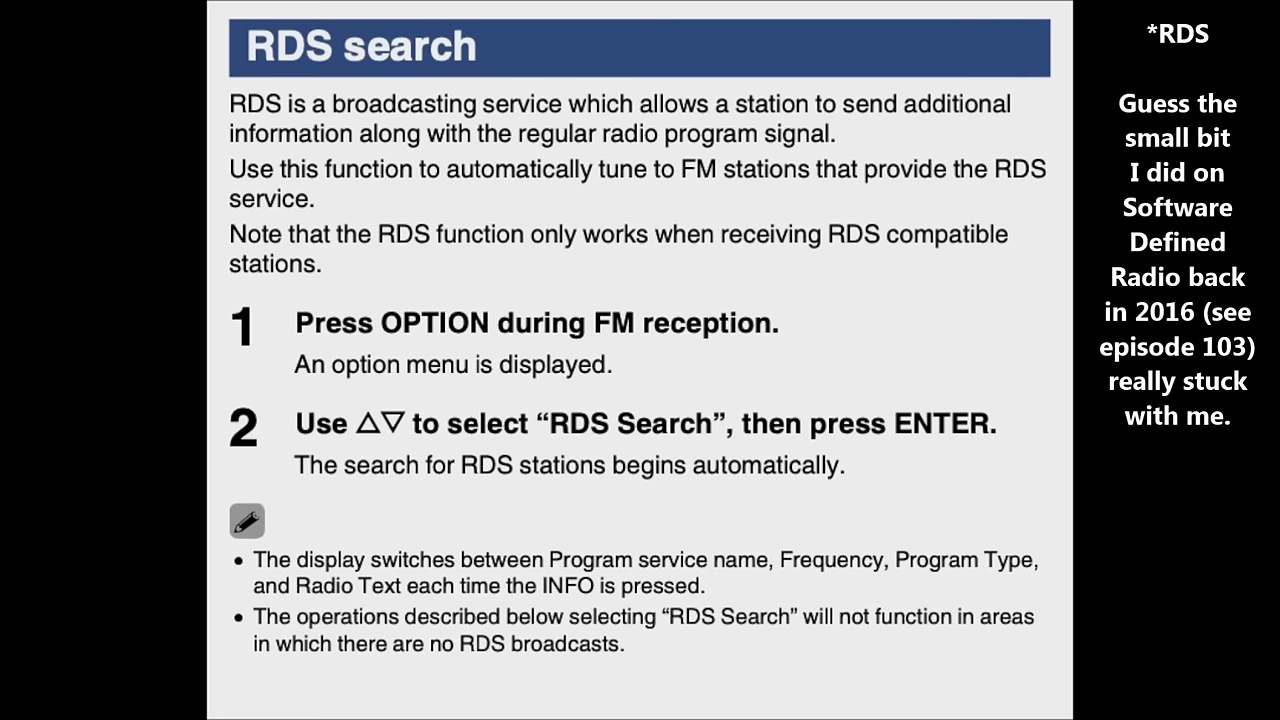 RDS search
RDS is a broadcasting service which allows a station to send additional
information along with the regular radio program signal.
Use this function to automatically tune to FM stations that provide the RDS
service.
Note that the RDS function only works when receiving RDS compatible
stations.
1 Press OPTION during FM reception.
An option menu is displayed.
2 Use △▽ to select “RDS Search”, then press ENTER.
The search for RDS stations begins automatically.
• The display switches between Program service name, Frequency, Program Type,
and Radio Text each time the INFO is pressed.
• The operations described below selecting “RDS Search” will not function in areas
in which there are no RDS broadcasts.
*RDS
Guess the
small bit
I did on
Software
Defined
Radio back
in 2016 (see
episode 103)
really stuck
with me.